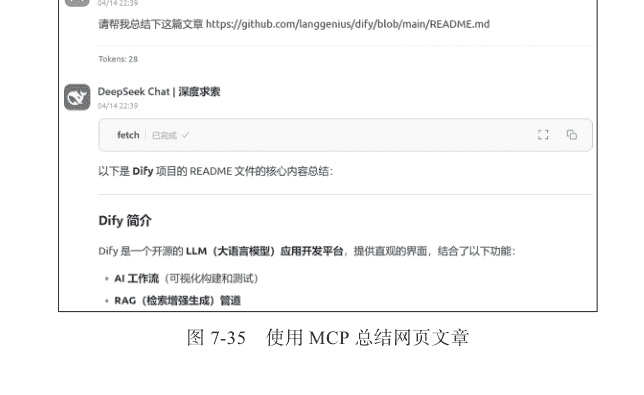 04/14 22:39
请帮我总结下这篇文章 https://github.com/langgenius/dify/blob/main/README.md
Tokens: 28
DeepSeek Chat | 深度求索
04/14 22:39
fetch 已完成
以下是 Dify 项目的 README 文件的核心内容总结：
Dify 简介
Dify 是一个开源的 LLM（大语言模型）应用开发平台，提供直观的界面，结合了以下功能：
• AI 工作流（可视化构建和测试）
• RAG（检索增强生成）管道
图 7-35 使用 MCP 总结网页文章